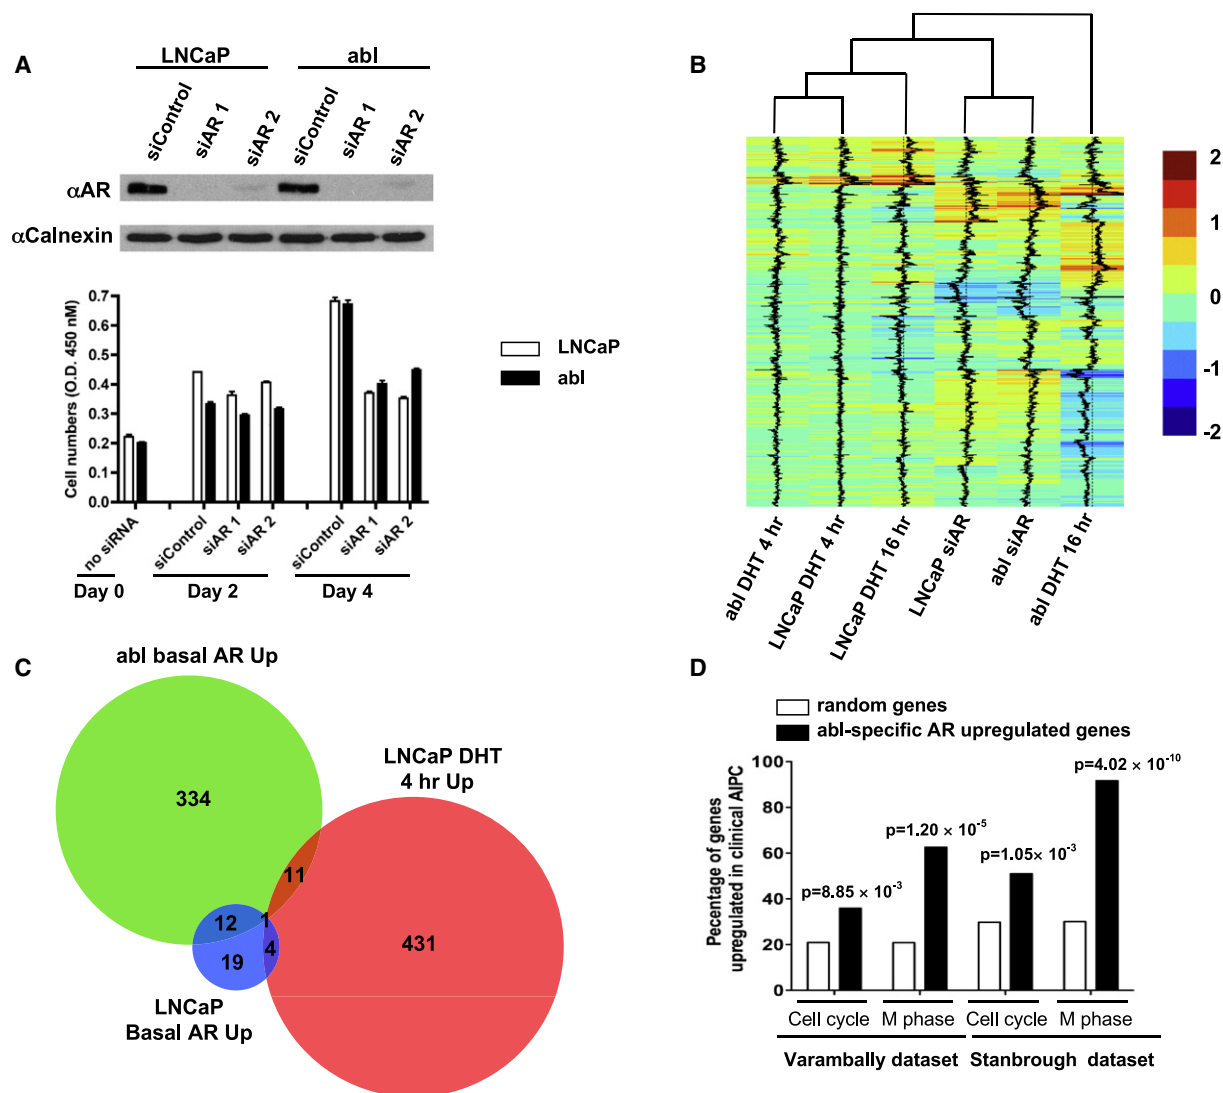 A
LNCaP
abl
siControl
siAR 1
siAR 2
siControl
siAR 1
siAR 2
αAR
αCalnexin
Cell numbers (O.D. 450 nM)
0.7
0.6
0.5
0.4
0.3
0.2
0.1
0.0
no siRNA
siControl
siAR 1
siAR 2
siControl
siAR 1
siAR 2
Day 0
Day 2
Day 4
LNCaP
abl
B
2
1
0
-1
-2
abl DHT 4 hr
LNCaP DHT 4 hr
LNCaP DHT 16 hr
LNCaP siAR
abl siAR
abl DHT 16 hr
C
abl basal AR Up
334
LNCaP DHT
4 hr Up
11
12
1
4
19
431
LNCaP
Basal AR Up
D
random genes
abl-specific AR upregulated genes
Pecentage of genes
upregulated in clinical AIPC
100
80
60
40
20
0
p=8.85 × 10-3
p=1.20 × 10-5
p=1.05× 10-3
p=4.02 × 10-10
Cell cycle
M phase
Cell cycle
M phase
Varambally dataset
Stanbrough dataset